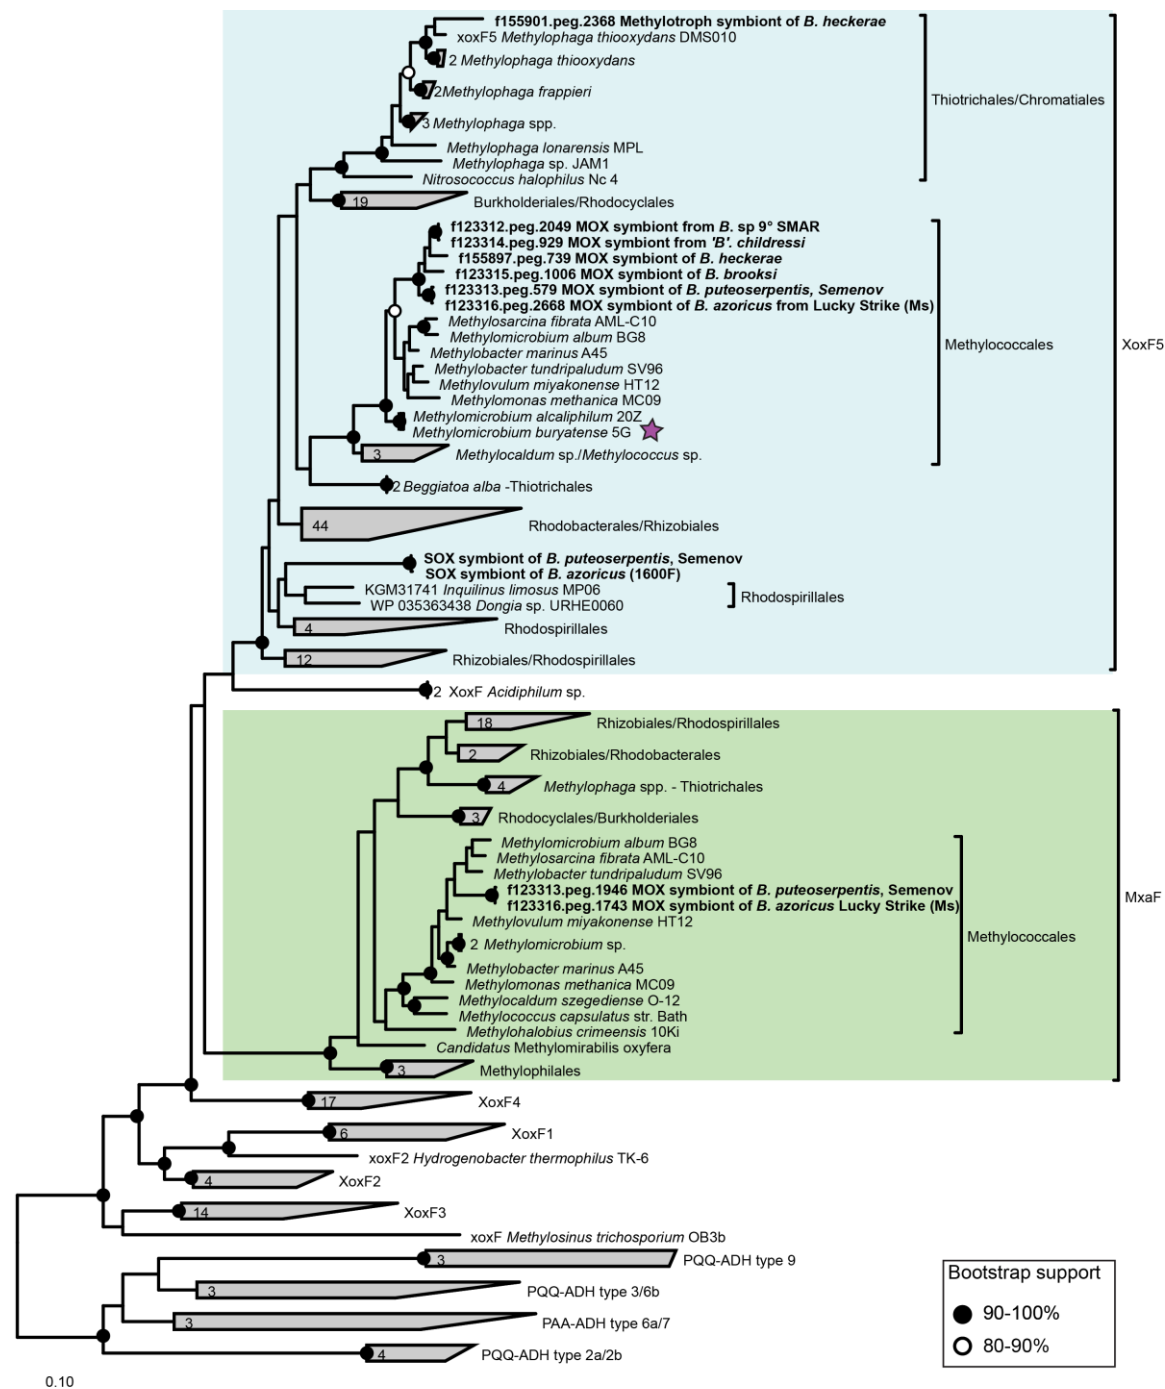 f155901.peg.2368 Methylotroph symbiont of B. heckerae
xoxF5 Methylophaga thiooxydans DMS010
2 Methylophaga thiooxydans
2 Methylophaga frappieri
Thiotrichales/Chromatiales
3 Methylophaga spp.
Methylophaga lonarensis MPL
Methylophaga sp. JAM1
Nitrosococcus halophilus Nc 4
19 Burkholderiales/Rhodocyclales
f123312.peg.2049 MOX symbiont from B. sp 9° SMAR
f123314.peg.929 MOX symbiont from 'B'. childressi
f155897.peg.739 MOX symbiont of B. heckerae
f123315.peg.1006 MOX symbiont of B. brooksi
f123313.peg.579 MOX symbiont of B. puteoserpentis, Semenov
f123316.peg.2668 MOX symbiont of B. azoricus from Lucky Strike (Ms)
Methylosarcina fibrata AML-C10
Methylomicrobium album BG8
Methylococcales
XoxF5
Methylobacter marinus A45
Methylobacter tundripaludum SV96
Methylovulum miyakonense HT12
Methylomonas methanica MC09
Methylomicrobium alcaliphilum 20Z
Methylomicrobium buryatense 5G
3 Methylocaldum sp./Methylococcus sp.
2 Beggiatoa alba -Thiotrichales
44 Rhodobacterales/Rhizobiales
SOX symbiont of B. puteoserpentis, Semenov
SOX symbiont of B. azoricus (1600F)
KGM31741 Inquilinus limosus MP06
Rhodospirillales
WP 035363438 Dongia sp. URHE0060
4 Rhodospirillales
12 Rhizobiales/Rhodospirillales
2 XoxF Acidiphilum sp.
18 Rhizobiales/Rhodospirillales
2 Rhizobiales/Rhodobacterales
4 Methylophaga spp. - Thiotrichales
3 Rhodocyclales/Burkholderiales
Methylomicrobium album BG8
Methylosarcina fibrata AML-C10
Methylobacter tundripaludum SV96
f123313.peg.1946 MOX symbiont of B. puteoserpentis, Semenov
MxaF
f123316.peg.1743 MOX symbiont of B. azoricus Lucky Strike (Ms)
Methylovulum miyakonense HT12
Methylococcales
2 Methylomicrobium sp.
Methylobacter marinus A45
Methylomonas methanica MC09
Methylocaldum szegediense O-12
Methylococcus capsulatus str. Bath
Methylohalobius crimeensis 10Ki
Candidatus Methylomirabilis oxyfera
3 Methylophilales
17 XoxF4
6 XoxF1
xoxF2 Hydrogenobacter thermophilus TK-6
4 XoxF2
14 XoxF3
xoxF Methylosinus trichosporium OB3b
3 PQQ-ADH type 9
3 PQQ-ADH type 3/6b
3 PAA-ADH type 6a/7
4 PQQ-ADH type 2a/2b
Bootstrap support
90-100%
80-90%
0.10